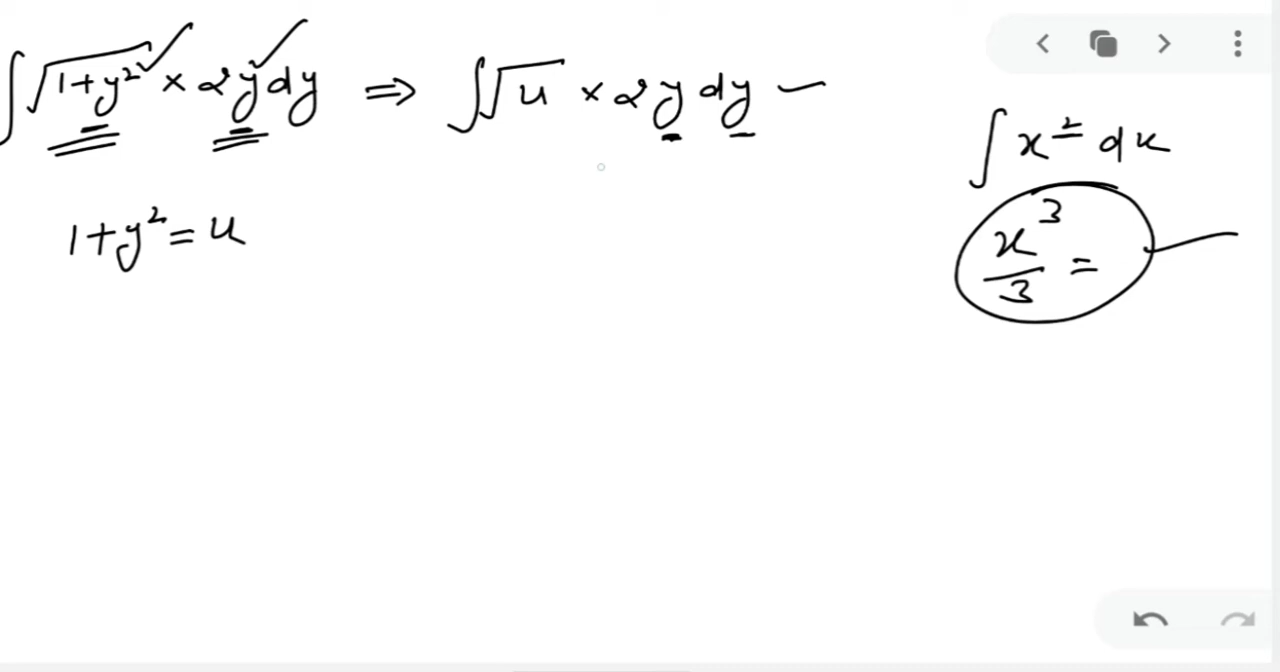 ∫√(1+y²) × 2y dy ⇒ ∫√u × 2y dy –
∫ x² dx
1+y² = u
x³/3 =